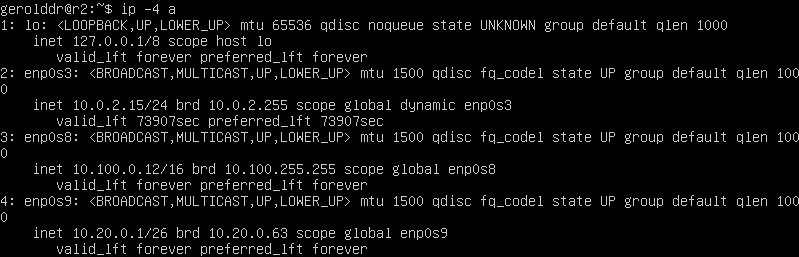 gerolddr@r2:~$ ip -4 a
1: lo: <LOOPBACK,UP,LOWER_UP> mtu 65536 qdisc noqueue state UNKNOWN group default qlen 1000
    inet 127.0.0.1/8 scope host lo
       valid_lft forever preferred_lft forever
2: enp0s3: <BROADCAST,MULTICAST,UP,LOWER_UP> mtu 1500 qdisc fq_codel state UP group default qlen 100
0
    inet 10.0.2.15/24 brd 10.0.2.255 scope global dynamic enp0s3
       valid_lft 73907sec preferred_lft 73907sec
3: enp0s8: <BROADCAST,MULTICAST,UP,LOWER_UP> mtu 1500 qdisc fq_codel state UP group default qlen 100
0
    inet 10.100.0.12/16 brd 10.100.255.255 scope global enp0s8
       valid_lft forever preferred_lft forever
4: enp0s9: <BROADCAST,MULTICAST,UP,LOWER_UP> mtu 1500 qdisc fq_codel state UP group default qlen 100
0
    inet 10.20.0.1/26 brd 10.20.0.63 scope global enp0s9
       valid_lft forever preferred_lft forever